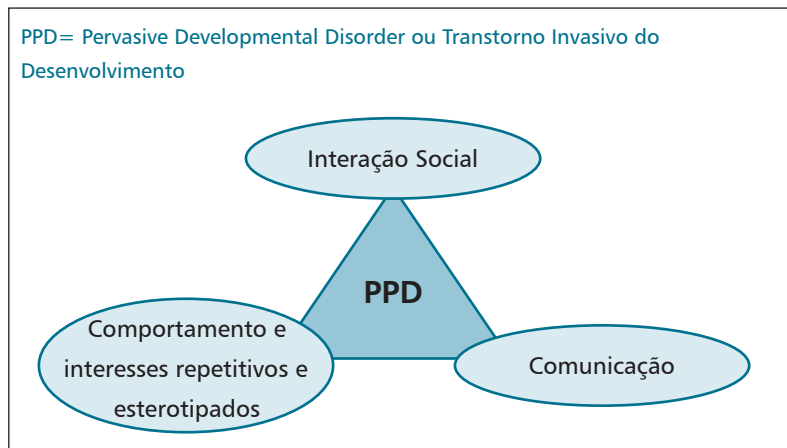 PPD= Pervasive Developmental Disorder ou Transtorno Invasivo do
Desenvolvimento
Interação Social
PPD
Comportamento e
interesses repetitivos e
esterotipados
Comunicação